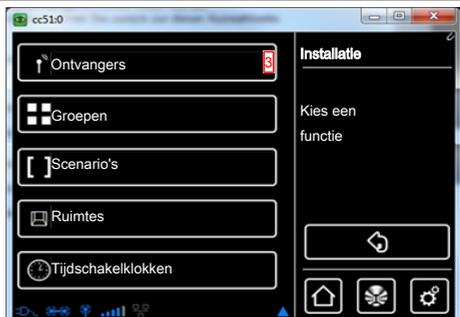 cc51:0
Ontvangers
3
Groepen
Scenario's
Ruimtes
Tijdschakelklokken
Installatie
Kies een
functie